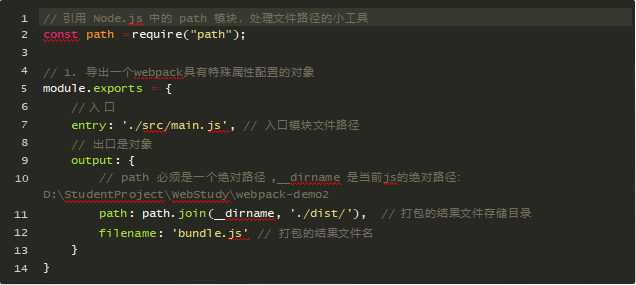 1 // 引用 Node.js 中的 path 模块，处理文件路径的小工具
2 const path =require("path");
3
4 // 1. 导出一个webpack具有特殊属性配置的对象
5 module.exports = {
6 // 入 口
7 entry: './src/main.js', // 入口模块文件路径
8 // 出口是对象
9 output: {
10 // path 必须是一个绝对路径 ,__dirname 是当前js的绝对路径:
D:\StudentProject\WebStudy\webpack-demo2
11 path: path.join(__dirname, './dist/'), // 打包的结果文件存储目录
12 filename: 'bundle.js' // 打包的结果文件名
13 }
14 }